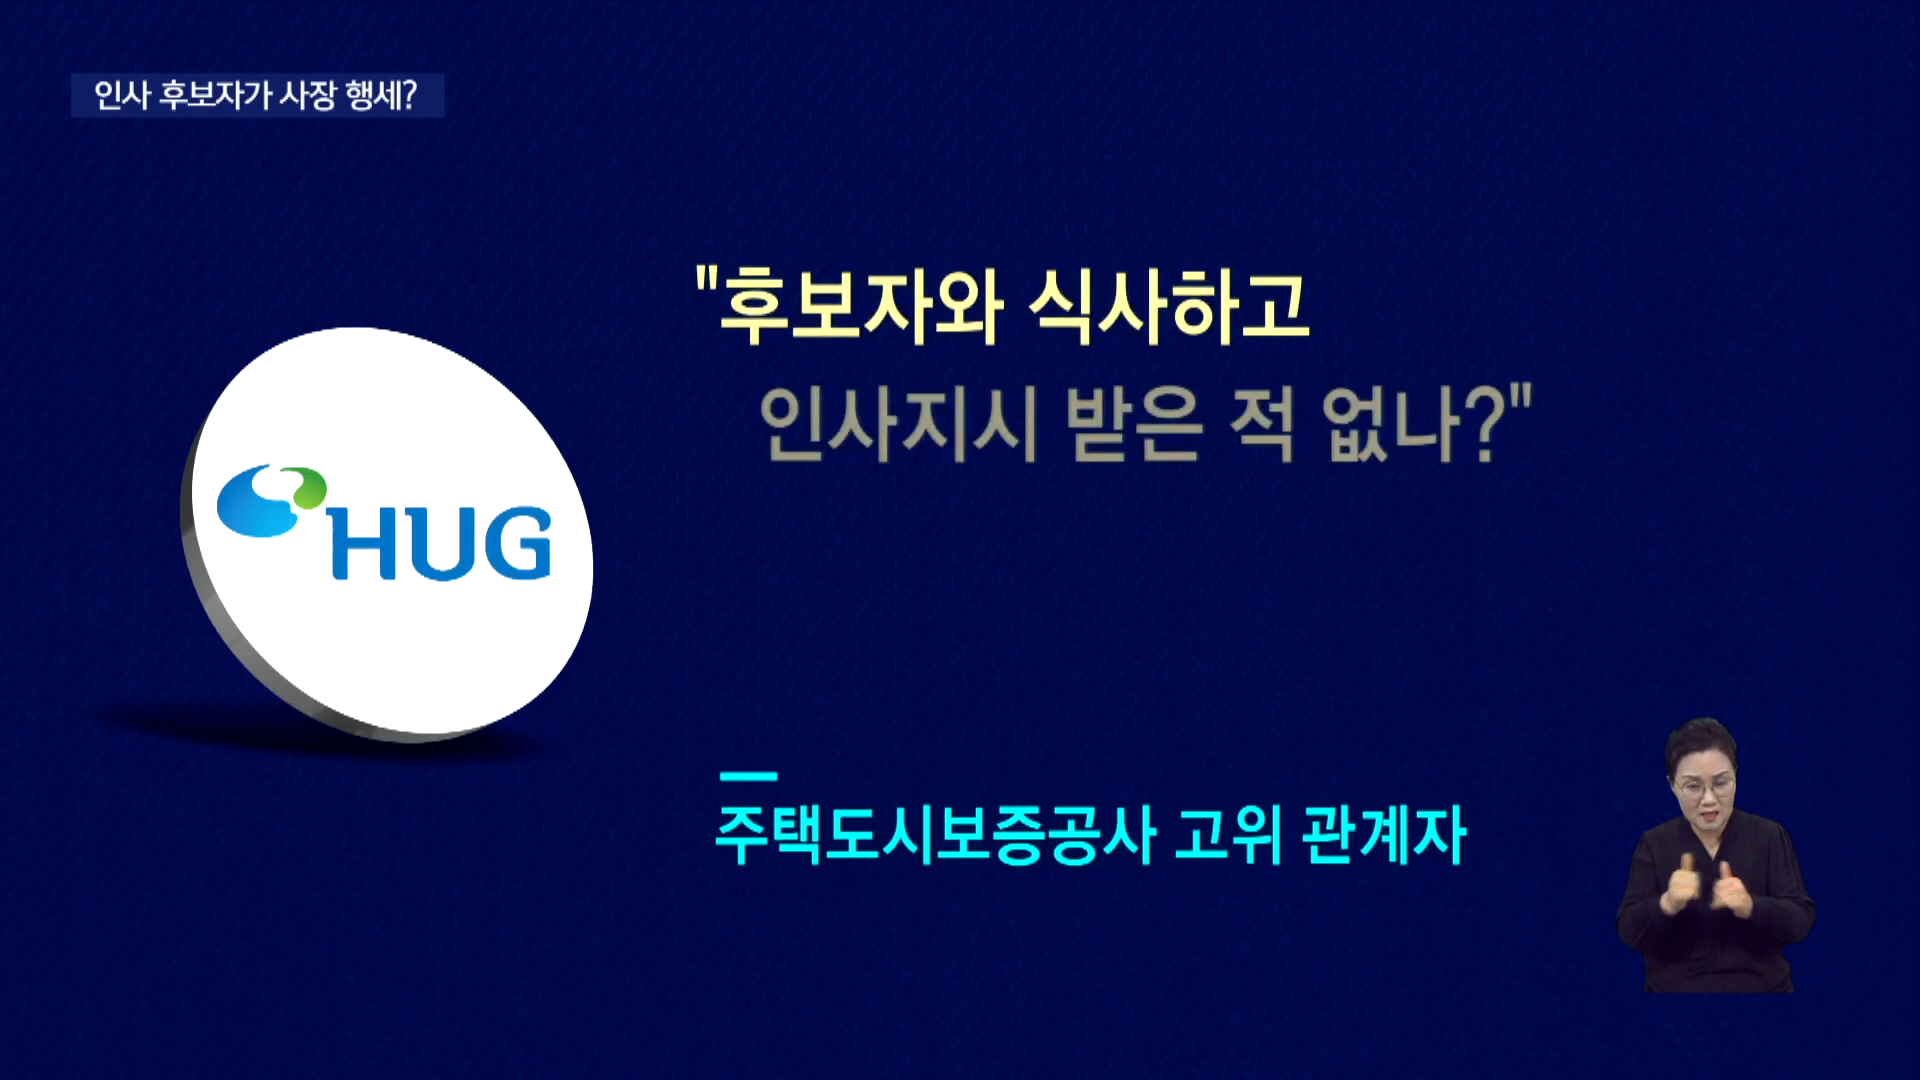 인사 후보자가 사장 행세?
"후보자와 식사하고
인사지시 받은 적 없나?"
HUG
주택도시보증공사 고위 관계자